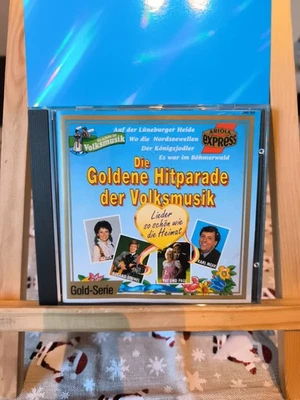 Volksmusik
Auf der Lüneburger Heide
Wo die Nordseewellen
Der Königsjodler
Es war im Böhmerwald
ARIOLA
EXPRESS
Die
Goldene Hitparade
der Volksmusik
Lieder
so schön wie
die Heimat
Gold-Serie